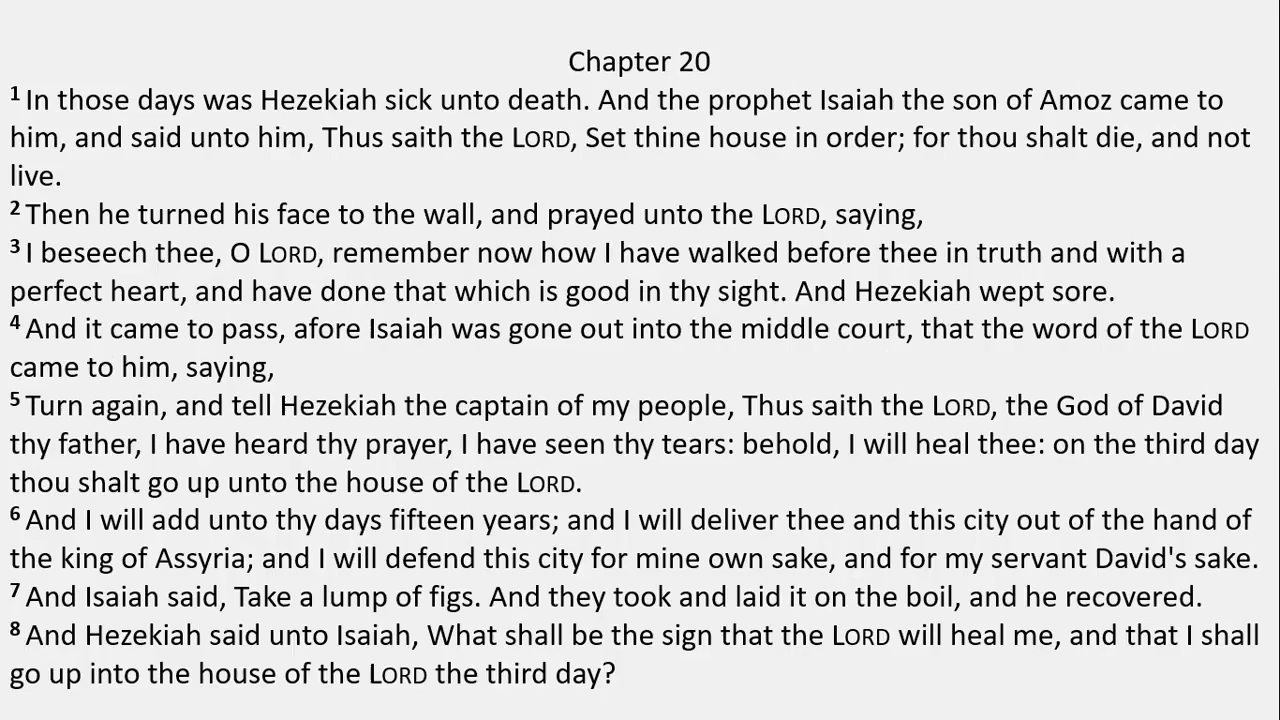 Chapter 20
1 In those days was Hezekiah sick unto death. And the prophet Isaiah the son of Amoz came to
him, and said unto him, Thus saith the LORD, Set thine house in order; for thou shalt die, and not
live.
2 Then he turned his face to the wall, and prayed unto the LORD, saying,
3 I beseech thee, O LORD, remember now how I have walked before thee in truth and with a
perfect heart, and have done that which is good in thy sight. And Hezekiah wept sore.
4 And it came to pass, afore Isaiah was gone out into the middle court, that the word of the LORD
came to him, saying,
5 Turn again, and tell Hezekiah the captain of my people, Thus saith the LORD, the God of David
thy father, I have heard thy prayer, I have seen thy tears: behold, I will heal thee: on the third day
thou shalt go up unto the house of the LORD.
6 And I will add unto thy days fifteen years; and I will deliver thee and this city out of the hand of
the king of Assyria; and I will defend this city for mine own sake, and for my servant David's sake.
7 And Isaiah said, Take a lump of figs. And they took and laid it on the boil, and he recovered.
8 And Hezekiah said unto Isaiah, What shall be the sign that the LORD will heal me, and that I shall
go up into the house of the LORD the third day?